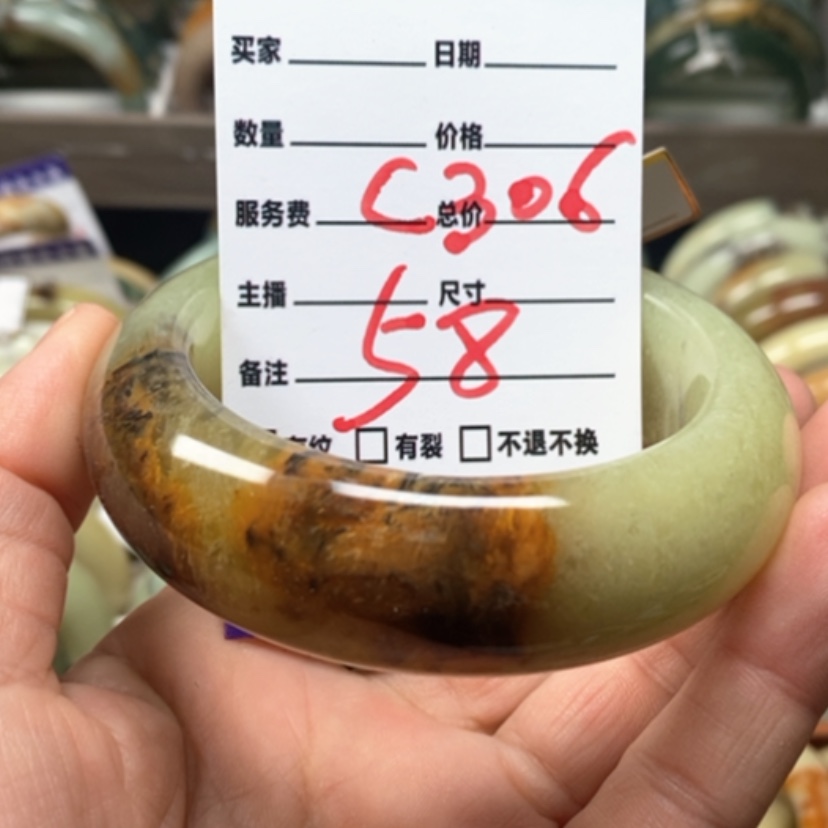 买家 日期
数量 价格
C306
服务费 总价
主播 尺寸
58
备注
有裂 不退不换